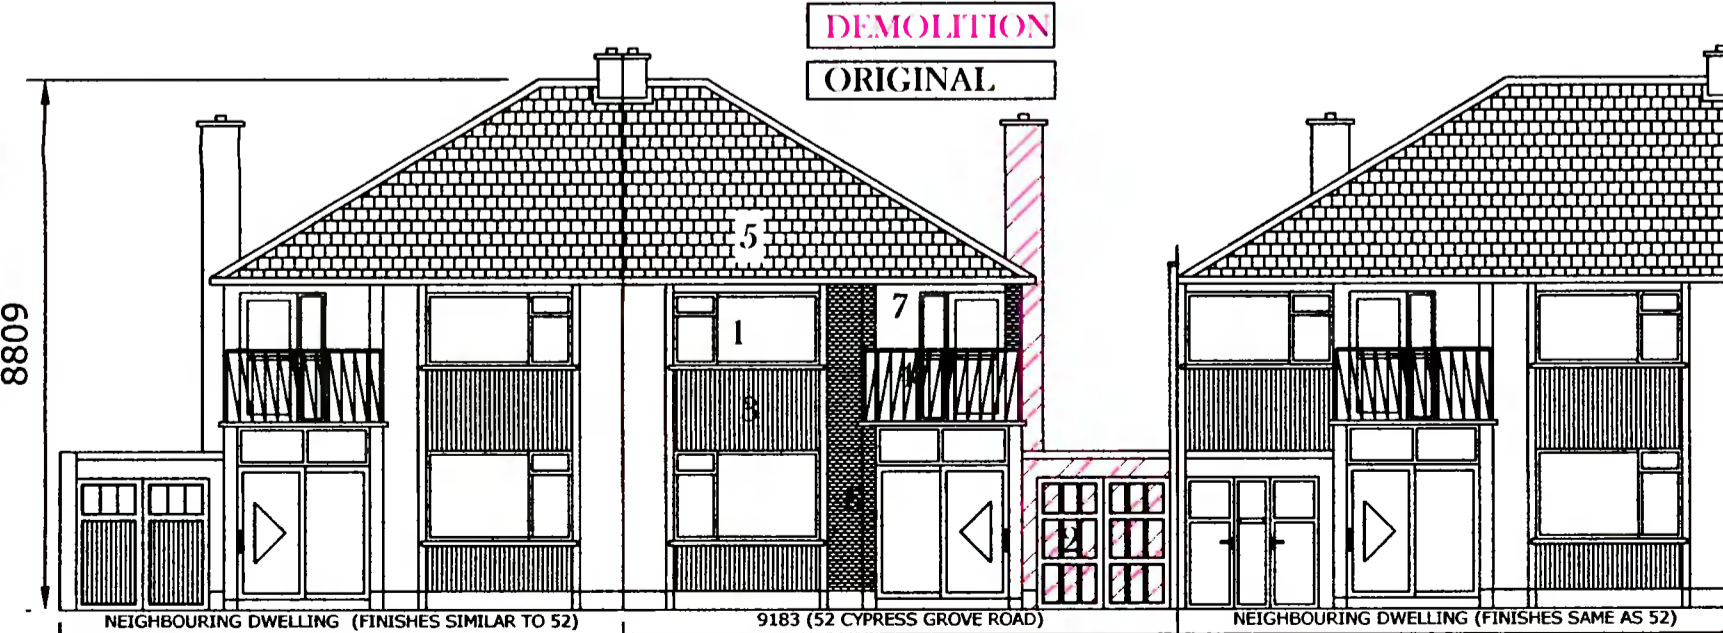 DEMOLITION
ORIGINAL
8809
5
7
1
3
2
NEIGHBOURING DWELLING (FINISHES SIMILAR TO 52)
9183 (52 CYPRESS GROVE ROAD)
NEIGHBOURING DWELLING (FINISHES SAME AS 52)